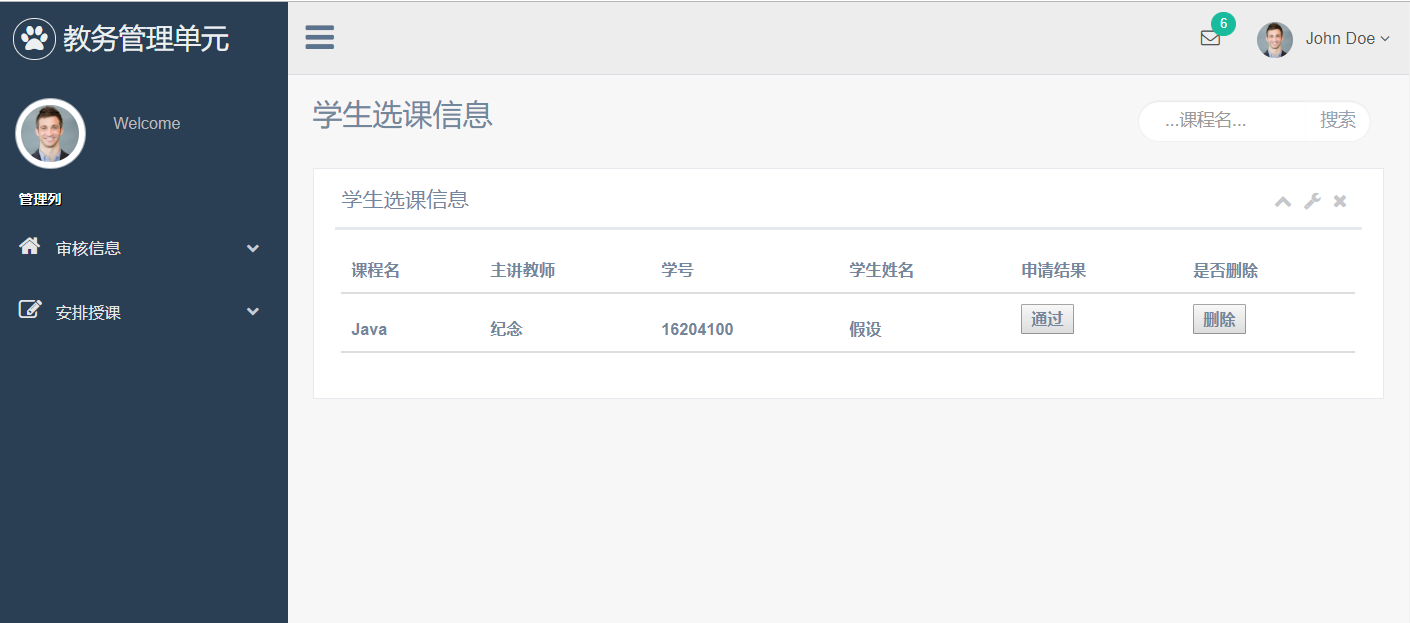 教务管理单元
6
John Doe
Welcome
管理列
审核信息
安排授课
学生选课信息
...课程名... 搜索
学生选课信息
课程名 主讲教师 学号 学生姓名 申请结果 是否删除
Java 纪念 16204100 假设 通过 删除